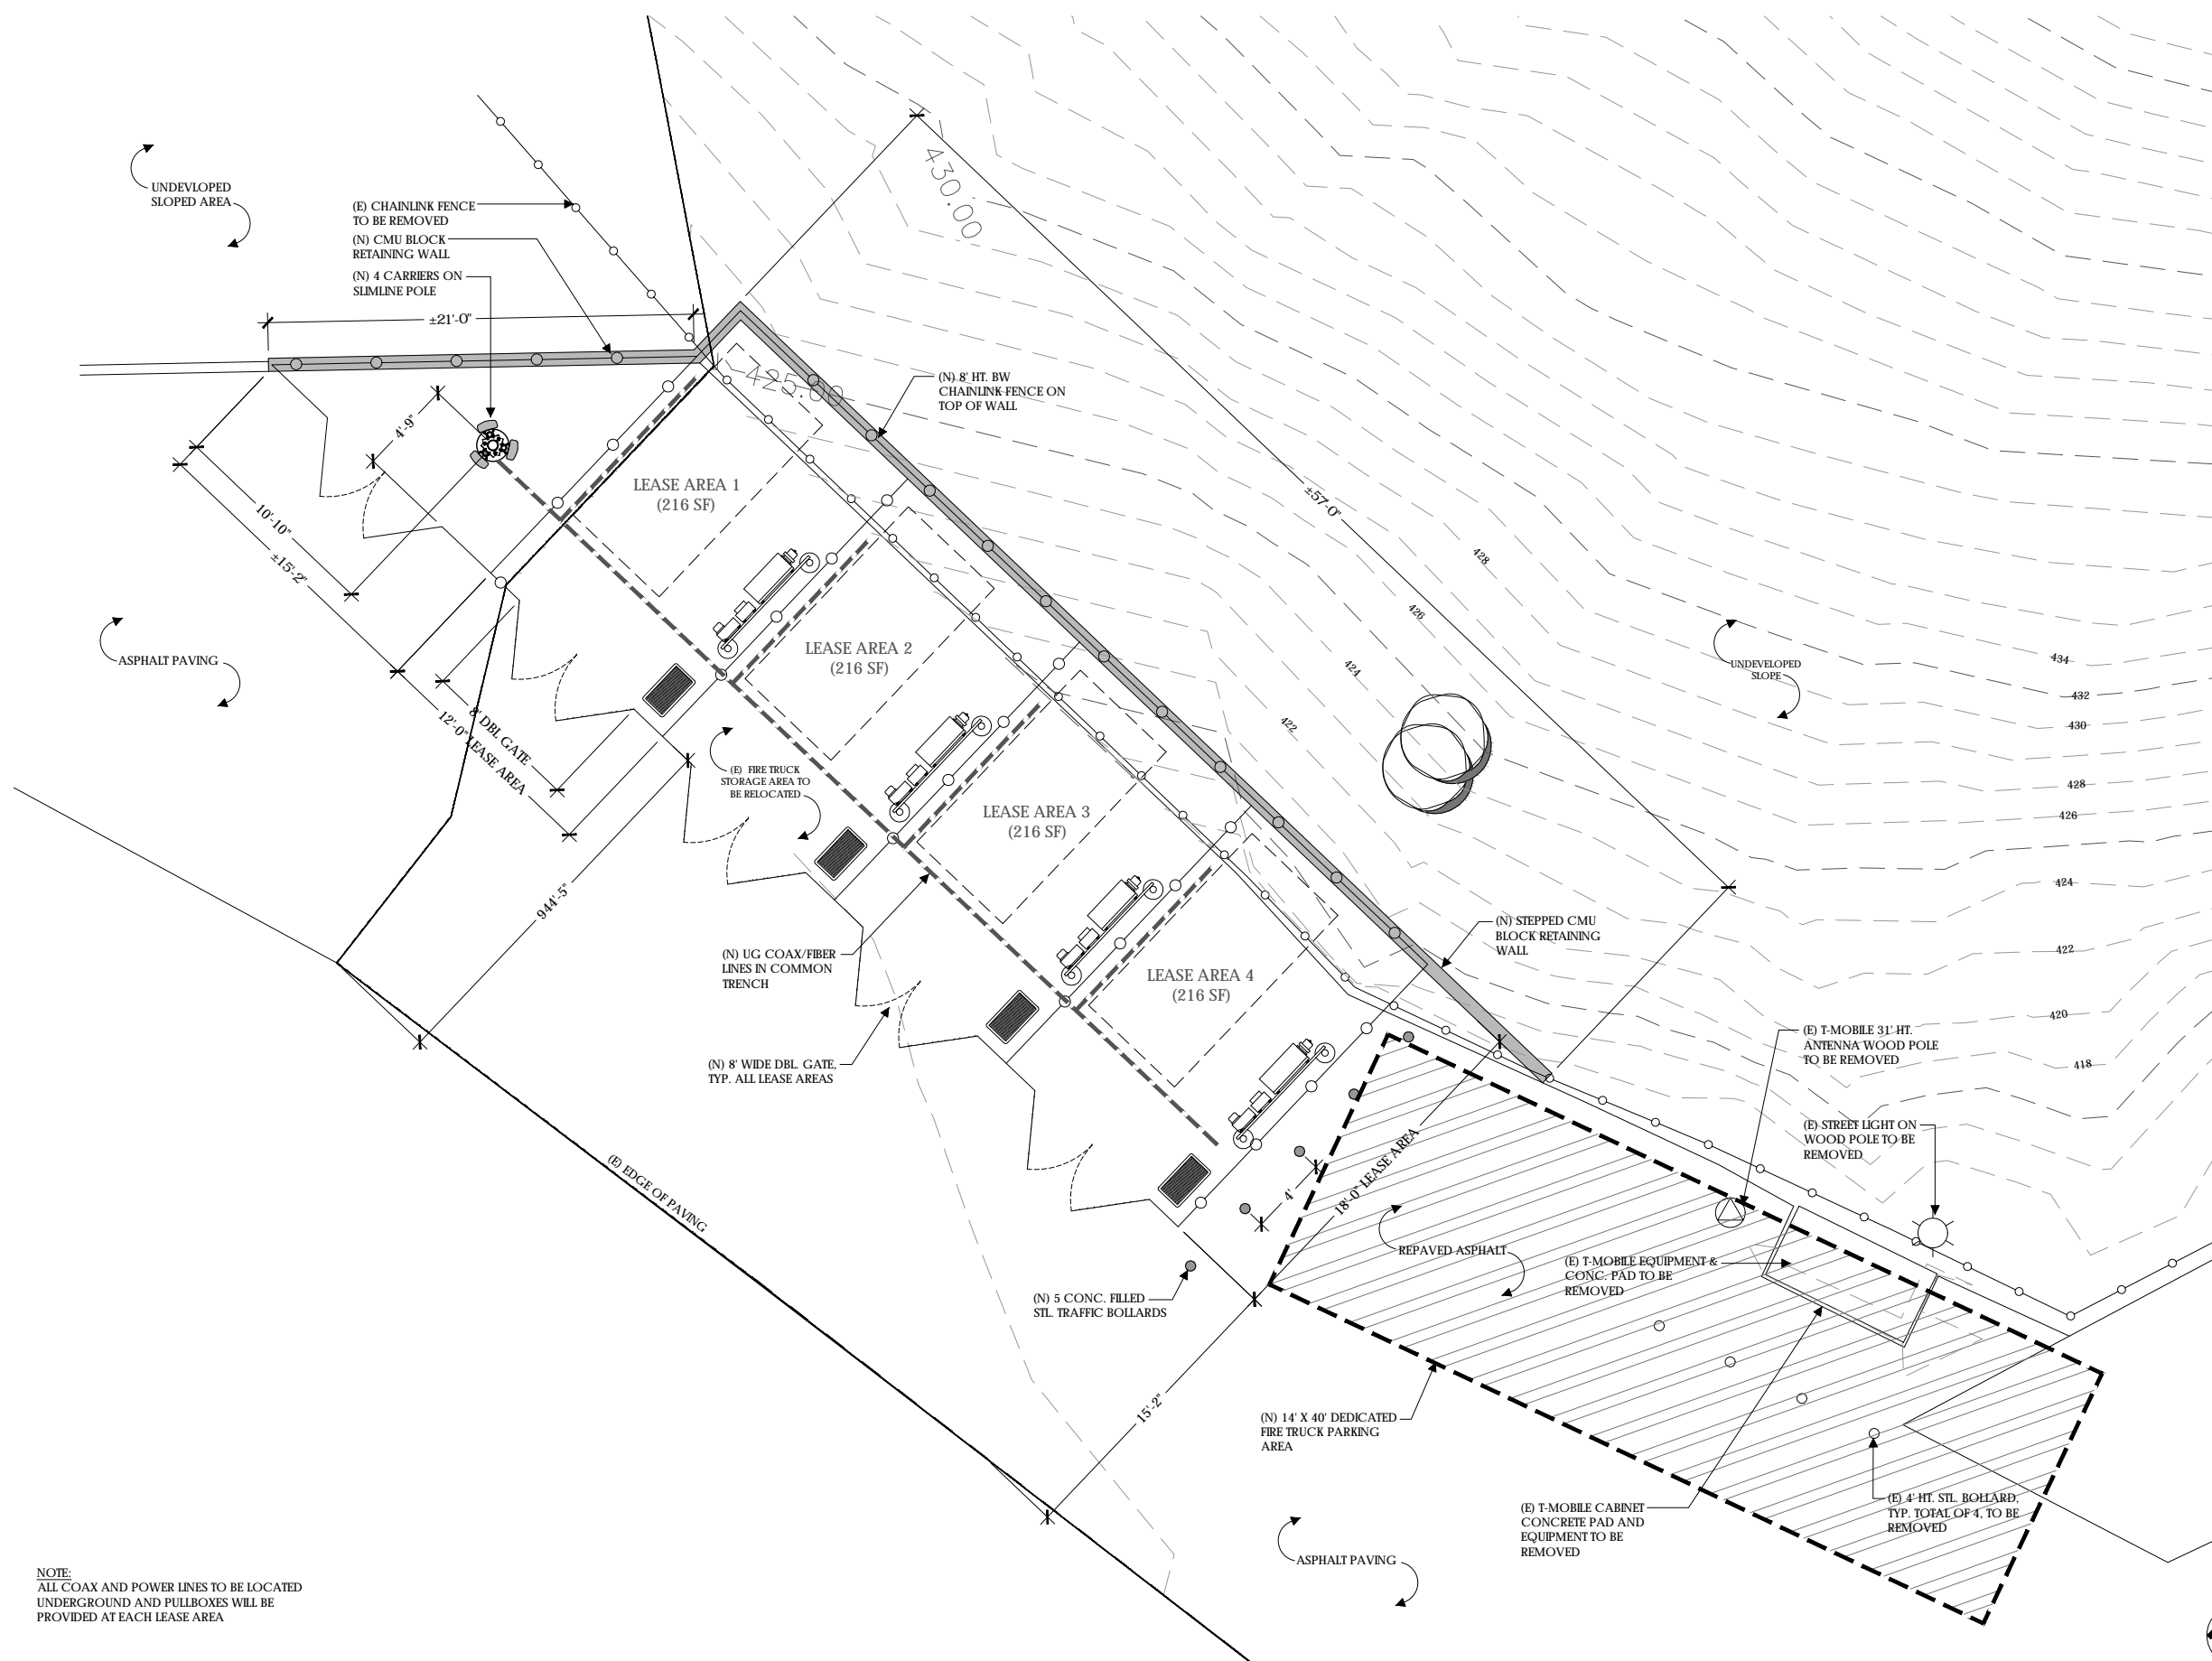 UNDEVLOPED
SLOPED AREA
(E) CHAINLINK FENCE
TO BE REMOVED
(N) CMU BLOCK
RETAINING WALL
(N) 4 CARRIERS ON
SLIMLINE POLE
±21'-0"
430.00
425.00
(N) 8' HT. BW
CHAINLINK FENCE ON
TOP OF WALL
4'-9"
10'-10"
±15'-2"
±57'-0"
LEASE AREA 1
(216 SF)
LEASE AREA 2
(216 SF)
LEASE AREA 3
(216 SF)
LEASE AREA 4
(216 SF)
428
426
424
422
UNDEVELOPED
SLOPE
434
432
430
428
426
424
422
420
418
ASPHALT PAVING
8' DBL GATE
12'-0" LEASE AREA
(E) FIRE TRUCK
STORAGE AREA TO
BE RELOCATED
944'-5"
(N) UG COAX/FIBER
LINES IN COMMON
TRENCH
(N) 8' WIDE DBL. GATE,
TYP. ALL LEASE AREAS
(N) STEPPED CMU
BLOCK RETAINING
WALL
(E) T-MOBILE 31' HT.
ANTENNA WOOD POLE
TO BE REMOVED
(E) STREET LIGHT ON
WOOD POLE TO BE
REMOVED
(E) EDGE OF PAVING
4'
18'-0" LEASE AREA
REPAVED ASPHALT
(E) T-MOBILE EQUIPMENT &
CONC. PAD TO BE
REMOVED
(N) 5 CONC. FILLED
STL. TRAFFIC BOLLARDS
15'-2"
(N) 14' X 40' DEDICATED
FIRE TRUCK PARKING
AREA
(E) T-MOBILE CABINET
CONCRETE PAD AND
EQUIPMENT TO BE
REMOVED
(E) 4' HT. STL. BOLLARD,
TYP. TOTAL OF 4, TO BE
REMOVED
ASPHALT PAVING
NOTE:
ALL COAX AND POWER LINES TO BE LOCATED
UNDERGROUND AND PULLBOXES WILL BE
PROVIDED AT EACH LEASE AREA